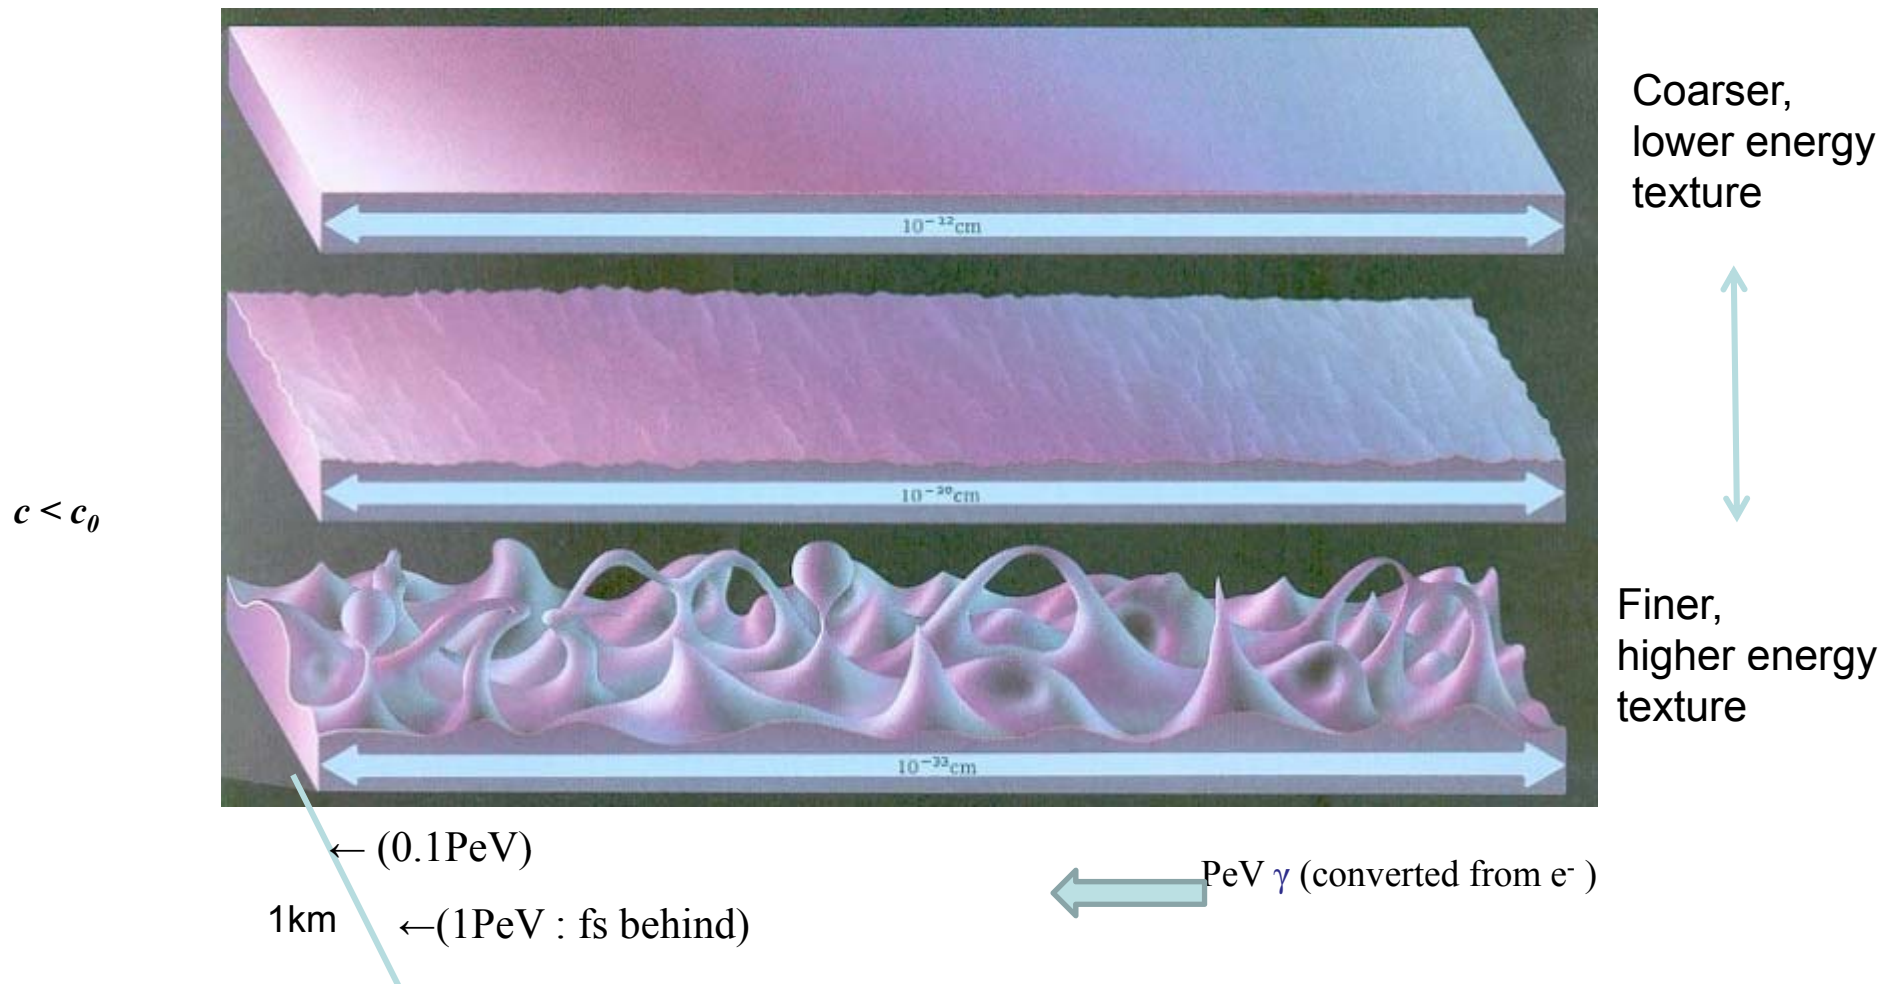 Coarser,
lower energy
texture
10⁻¹²cm
10⁻³⁰cm
c < c₀
Finer,
higher energy
texture
10⁻³³cm
← (0.1PeV)
PeV γ (converted from e⁻ )
1km
←(1PeV : fs behind)